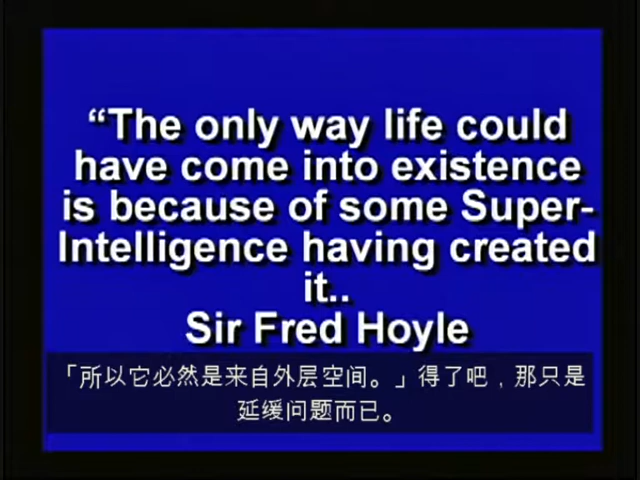 “The only way life could
have come into existence
is because of some Super-
Intelligence having created
it..
Sir Fred Hoyle
「所以它必然是来自外层空间。」得了吧，那只是
延缓问题而已。